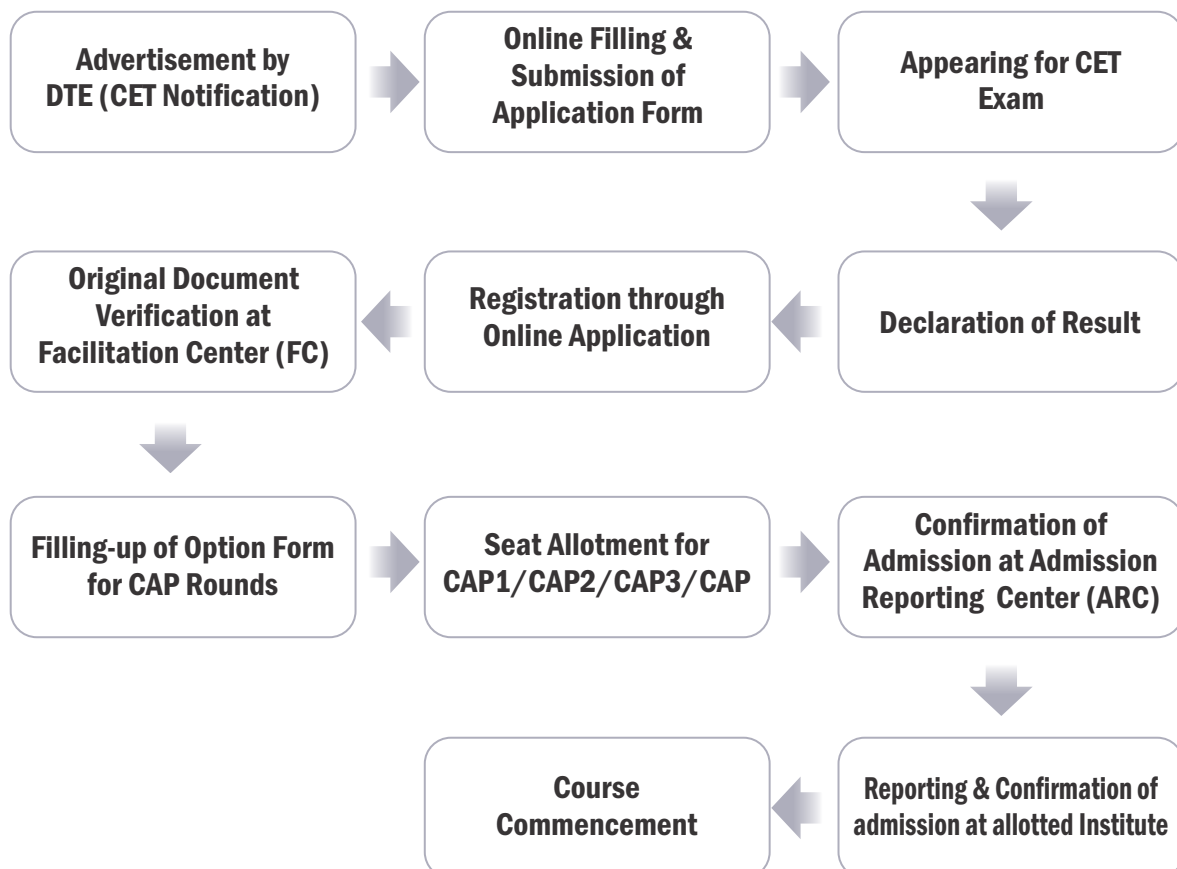 Advertisement by
DTE (CET Notification)
Online Filling &
Submission of
Application Form
Appearing for CET
Exam
Declaration of Result
Registration through
Online Application
Original Document
Verification at
Facilitation Center (FC)
Filling-up of Option Form
for CAP Rounds
Seat Allotment for
CAP1/CAP2/CAP3/CAP
Confirmation of
Admission at Admission
Reporting Center (ARC)
Reporting & Confirmation of
admission at allotted Institute
Course
Commencement